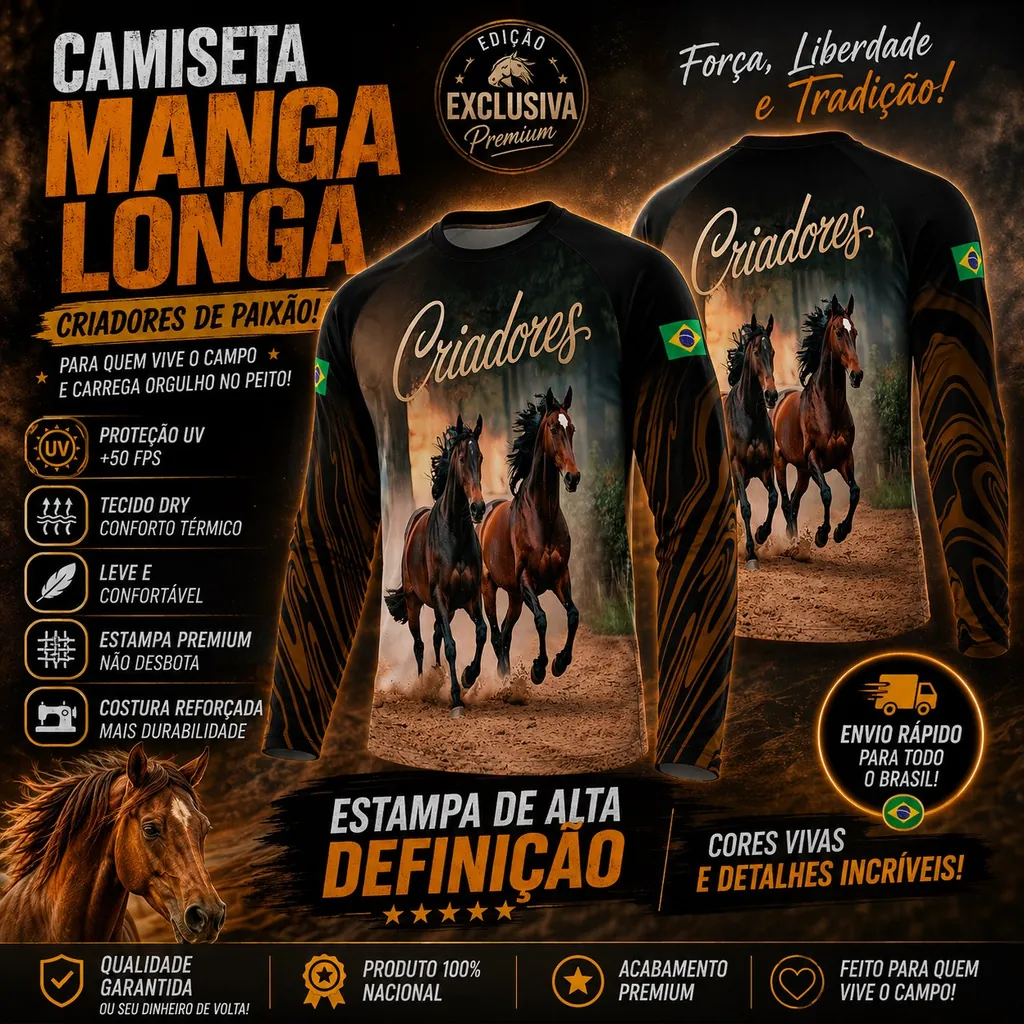 CAMISETA
MANGA
LONGA
CRIADORES DE PAIXÃO!
PARA QUEM VIVE O CAMPO
E CARREGA ORGULHO NO PEITO!
UV
PROTEÇÃO UV
+50 FPS
TECIDO DRY
CONFORTO TÉRMICO
LEVE E
CONFORTÁVEL
ESTAMPA PREMIUM
NÃO DESBOTA
COSTURA REFORÇADA
MAIS DURABILIDADE
EDIÇÃO
EXCLUSIVA
Premium
Força, Liberdade
e Tradição!
Criadores
Criadores
ENVIO RÁPIDO
PARA TODO
O BRASIL!
ESTAMPA DE ALTA
DEFINIÇÃO
CORES VIVAS
E DETALHES INCRÍVEIS!
QUALIDADE
GARANTIDA
OU SEU DINHEIRO DE VOLTA!
PRODUTO 100%
NACIONAL
ACABAMENTO
PREMIUM
FEITO PARA QUEM
VIVE O CAMPO!